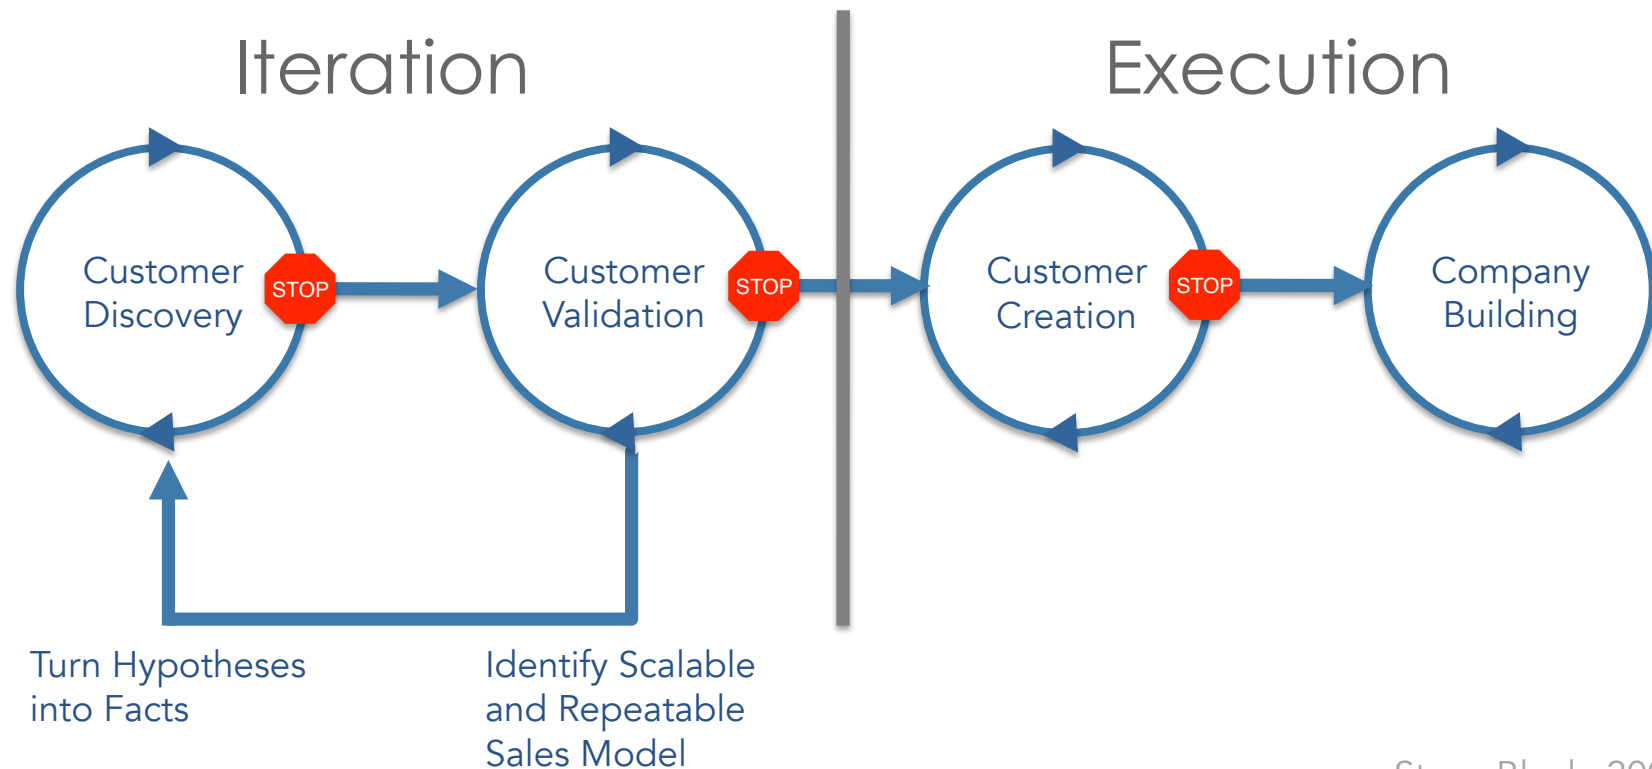 Iteration
Execution
Customer
Discovery
STOP
Customer
Validation
STOP
Customer
Creation
STOP
Company
Building
Turn Hypotheses
into Facts
Identify Scalable
and Repeatable
Sales Model